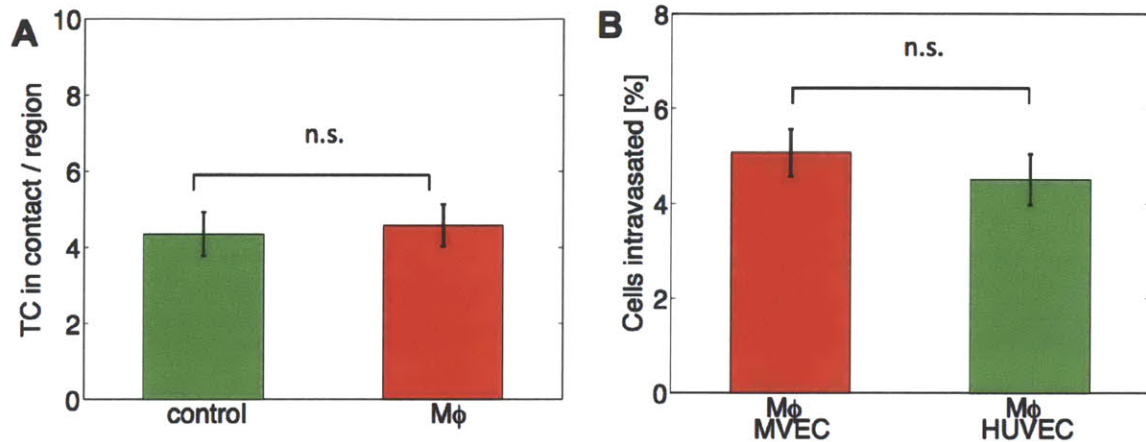 A
TC in contact / region
10
8
6
4
2
0
n.s.
control
Mϕ
B
Cells intravasated [%]
8
6
4
2
0
n.s.
Mϕ
MVEC
Mϕ
HUVEC